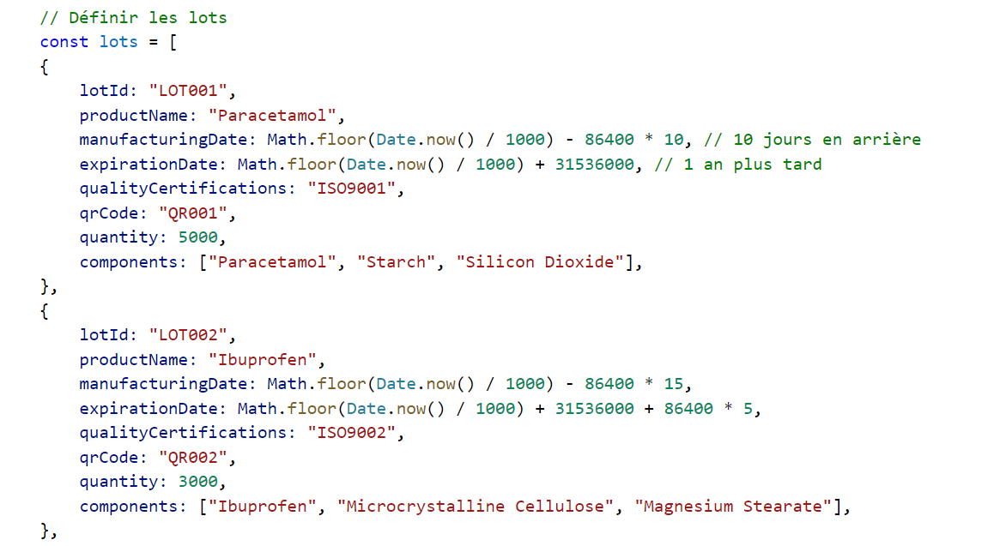 // Définir les lots
const lots = [
{
    lotId: "LOT001",
    productName: "Paracetamol",
    manufacturingDate: Math.floor(Date.now() / 1000) - 86400 * 10, // 10 jours en arrière
    expirationDate: Math.floor(Date.now() / 1000) + 31536000, // 1 an plus tard
    qualityCertifications: "ISO9001",
    qrCode: "QR001",
    quantity: 5000,
    components: ["Paracetamol", "Starch", "Silicon Dioxide"],
},
{
    lotId: "LOT002",
    productName: "Ibuprofen",
    manufacturingDate: Math.floor(Date.now() / 1000) - 86400 * 15,
    expirationDate: Math.floor(Date.now() / 1000) + 31536000 + 86400 * 5,
    qualityCertifications: "ISO9002",
    qrCode: "QR002",
    quantity: 3000,
    components: ["Ibuprofen", "Microcrystalline Cellulose", "Magnesium Stearate"],
},